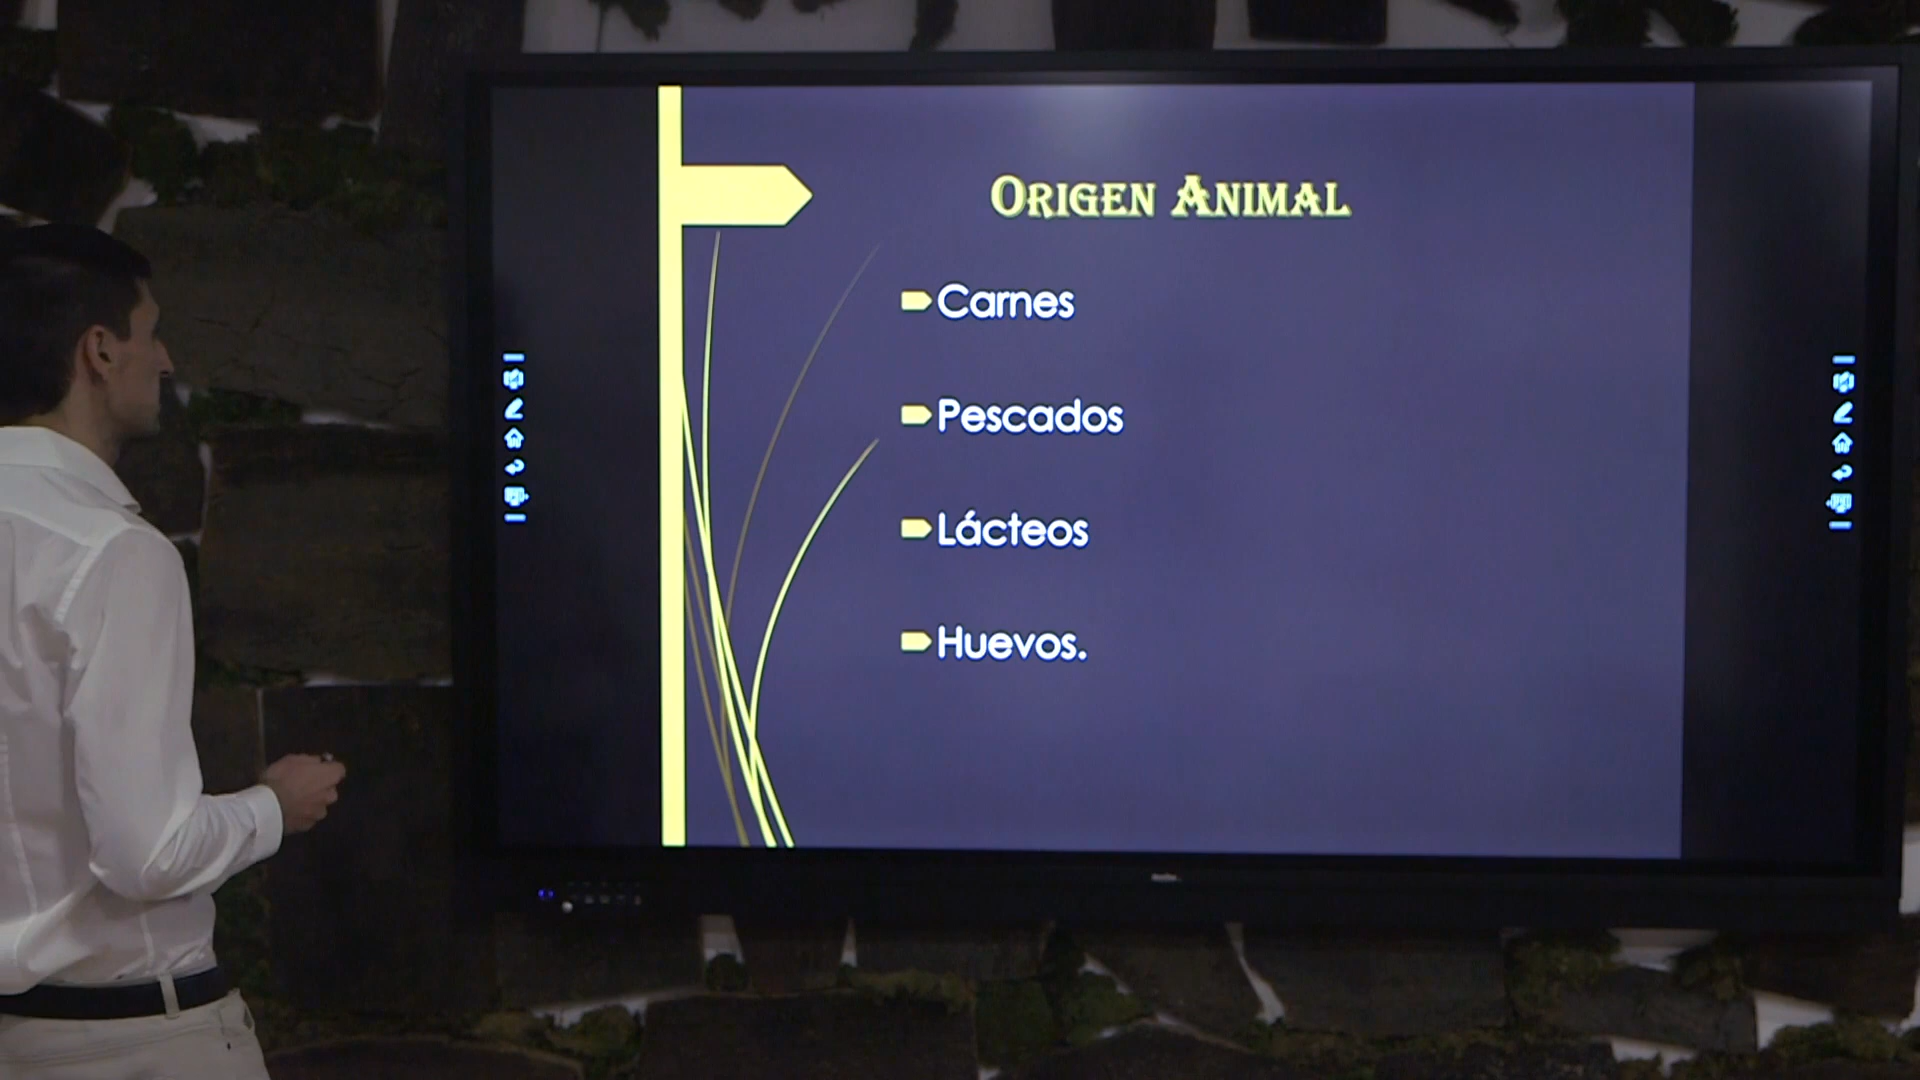 Origen Animal
Carnes
Pescados
Lácteos
Huevos.